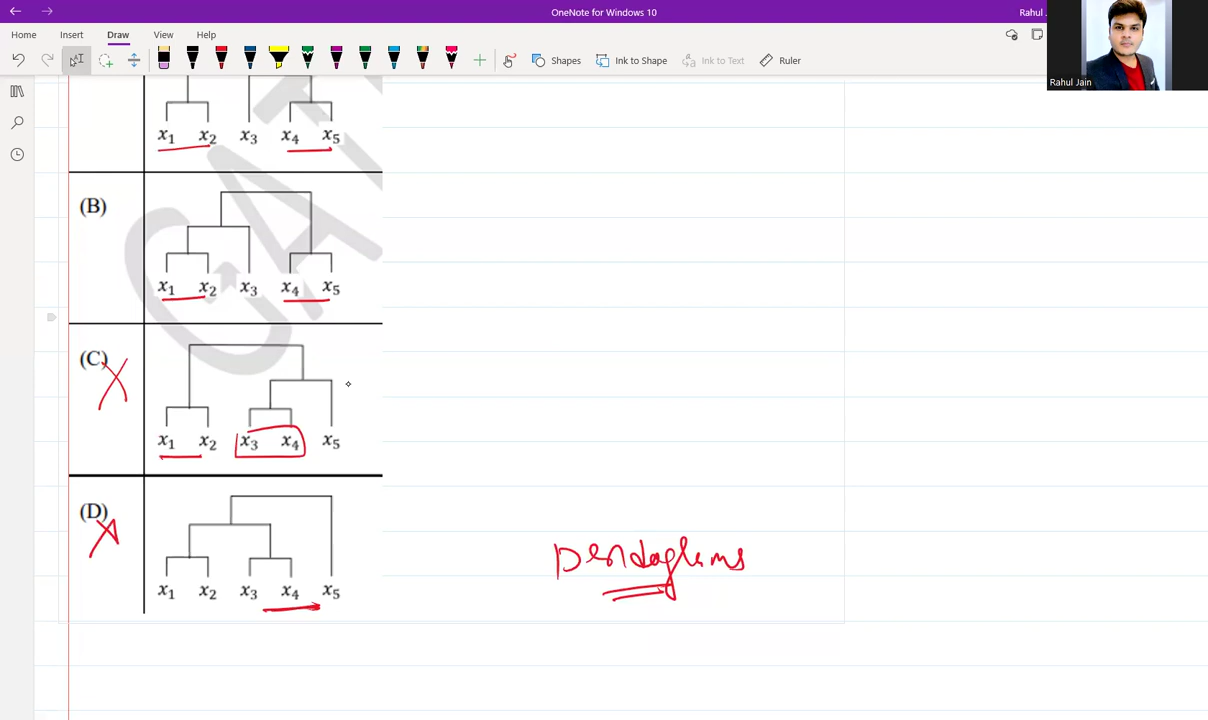 OneNote for Windows 10
Rahul J
Home Insert Draw View Help
Shapes Ink to Shape Ink to Text Ruler
Rahul Jain
x1 x2 x3 x4 x5
(B)
x1 x2 x3 x4 x5
(C)
x1 x2 x3 x4 x5
(D)
x1 x2 x3 x4 x5
Dendograms
GAT